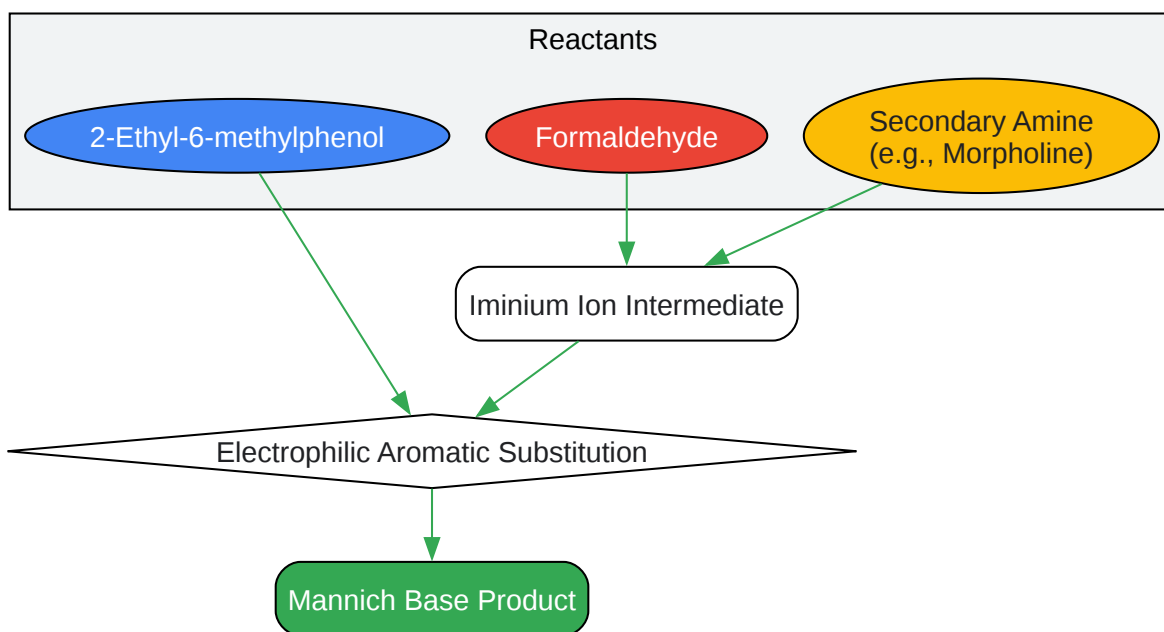 Reactants
2-Ethyl-6-methylphenol
Formaldehyde
Secondary Amine
(e.g., Morpholine)
Iminium Ion Intermediate
Electrophilic Aromatic Substitution
Mannich Base Product